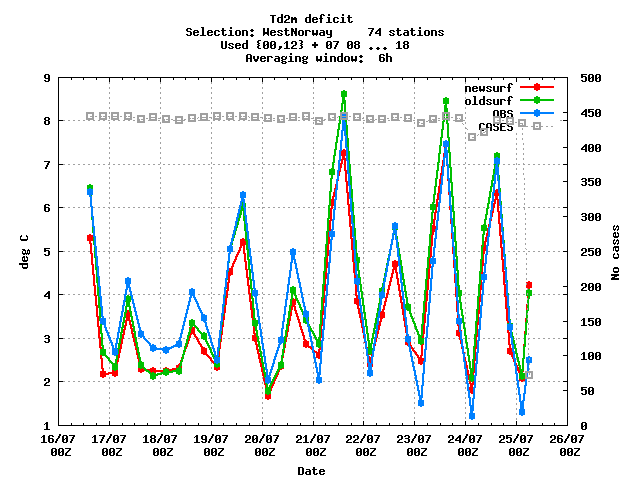 Td2m deficit
Selection: WestNorway     74 stations
Used {00,12} + 07 08 ... 18
Averaging window:  6h
newsurf
oldsurf
OBS
CASES
deg C
9
8
7
6
5
4
3
2
1
No cases
500
450
400
350
300
250
200
150
100
50
0
16/07 00Z
17/07 00Z
18/07 00Z
19/07 00Z
20/07 00Z
21/07 00Z
22/07 00Z
23/07 00Z
24/07 00Z
25/07 00Z
26/07 00Z
Date